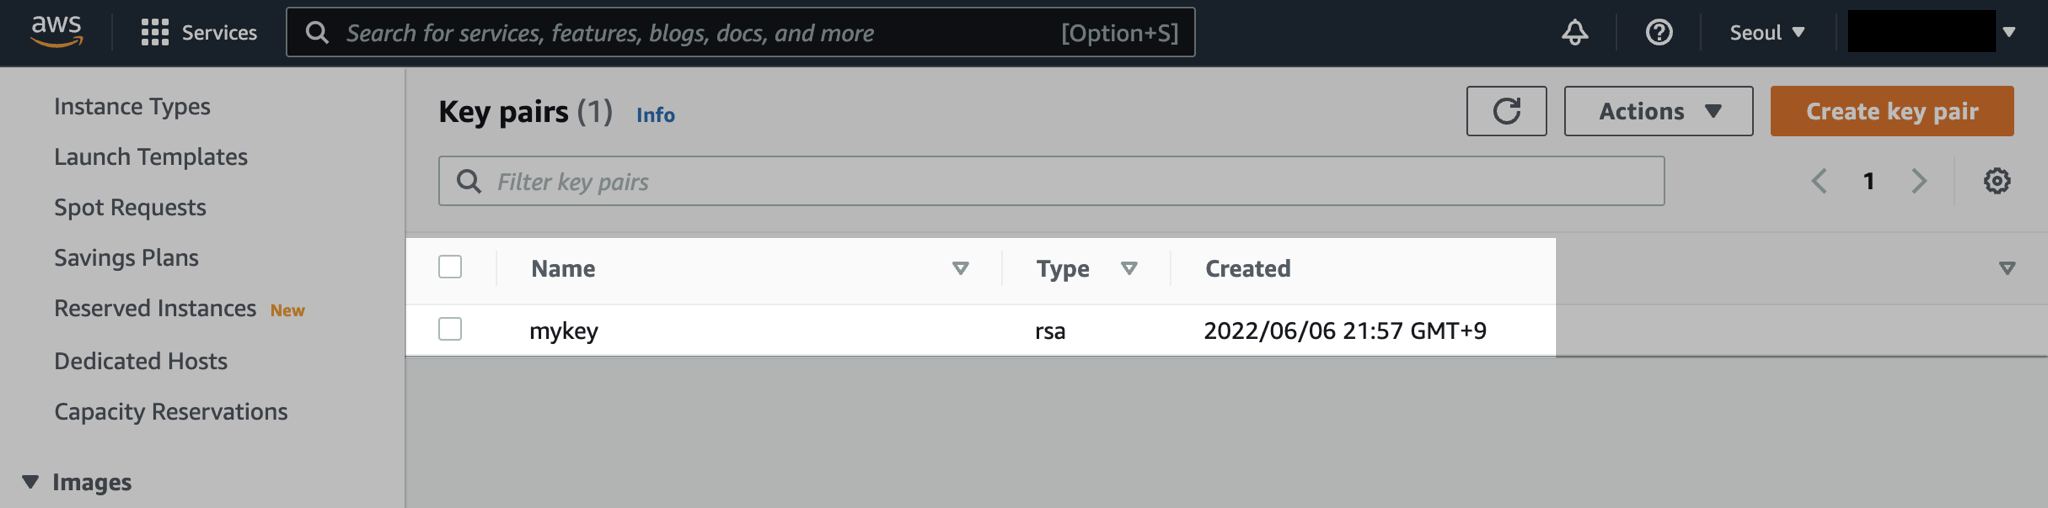 aws Services Search for services, features, blogs, docs, and more [Option+S] Seoul
Instance Types
Launch Templates
Spot Requests
Savings Plans
Reserved Instances New
Dedicated Hosts
Capacity Reservations
Images
Key pairs (1) Info Actions Create key pair
Filter key pairs 1
Name Type Created
mykey rsa 2022/06/06 21:57 GMT+9